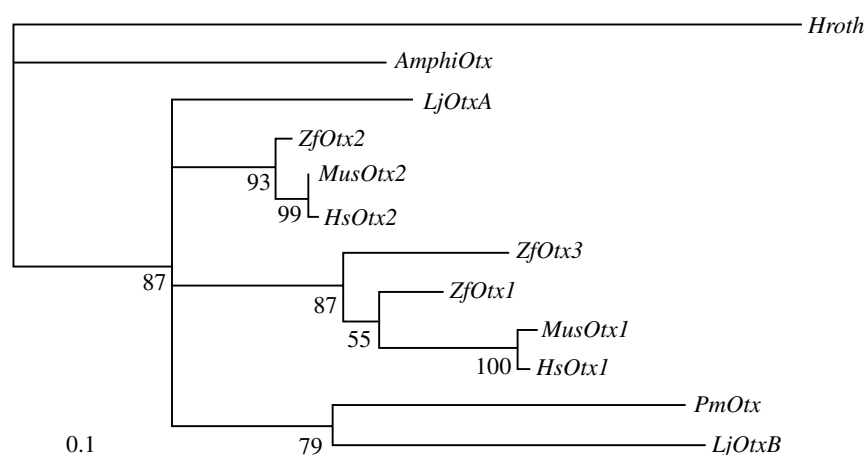 Hroth
AmphiOtx
LjOtxA
ZfOtx2
93
MusOtx2
99
HsOtx2
ZfOtx3
87
87
ZfOtx1
55
MusOtx1
100
HsOtx1
PmOtx
0.1
79
LjOtxB